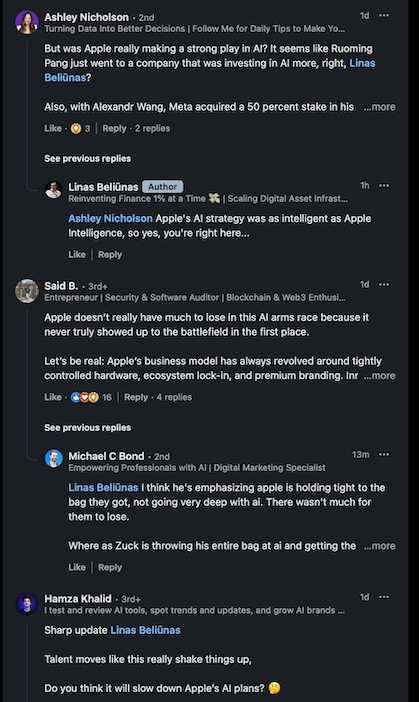 Ashley Nicholson · 2nd
1d ...
Turning Data Into Better Decisions | Follow Me for Daily Tips to Make Yo...
But was Apple really making a strong play in AI? It seems like Ruoming
Pang just went to a company that was investing in AI more, right, Linas
Beliūnas?
Also, with Alexandr Wang, Meta acquired a 50 percent stake in his ...more
Like · 3 | Reply · 2 replies
See previous replies
Linas Beliūnas Author
1h ...
Reinventing Finance 1% at a Time 💸 | Scaling Digital Asset Infrast...
Ashley Nicholson Apple's AI strategy was as intelligent as Apple
Intelligence, so yes, you're right here...
Like | Reply
Said B. · 3rd+
1d ...
Entrepreneur | Security & Software Auditor | Blockchain & Web3 Enthusi...
Apple doesn't really have much to lose in this AI arms race because it
never truly showed up to the battlefield in the first place.
Let's be real: Apple's business model has always revolved around tightly
controlled hardware, ecosystem lock-in, and premium branding. Inr ...more
Like · 16 | Reply · 4 replies
See previous replies
Michael C Bond · 2nd
13m ...
Empowering Professionals with AI | Digital Marketing Specialist
Linas Beliūnas I think he's emphasizing apple is holding tight to the
bag they got, not going very deep with ai. There wasn't much for
them to lose.
Where as Zuck is throwing his entire bag at ai and getting the ...more
Like | Reply
Hamza Khalid · 3rd+
1d ...
I test and review AI tools, spot trends and updates, and grow AI brands ...
Sharp update Linas Beliūnas
Talent moves like this really shake things up,
Do you think it will slow down Apple's AI plans? 🤔